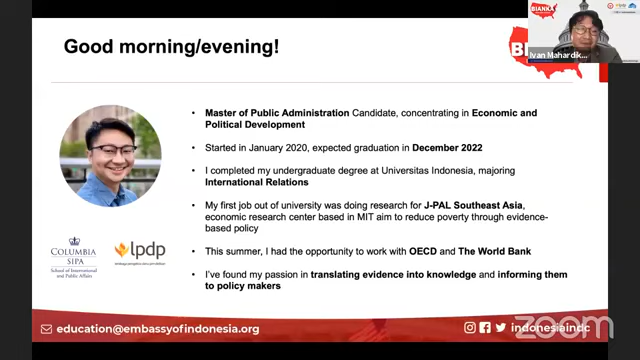 Good morning/evening!
BIANKA
BIANKA
Ivan Mahardik...
• Master of Public Administration Candidate, concentrating in Economic and
Political Development
• Started in January 2020, expected graduation in December 2022
• I completed my undergraduate degree at Universitas Indonesia, majoring
International Relations
• My first job out of university was doing research for J-PAL Southeast Asia,
economic research center based in MIT aim to reduce poverty through evidence-
based policy
• This summer, I had the opportunity to work with OECD and The World Bank
• I've found my passion in translating evidence into knowledge and informing them
to policy makers
COLUMBIA
SIPA
School of International
and Public Affairs
lpdp
education@embassyofindonesia.org
indonesiaindc
zoom